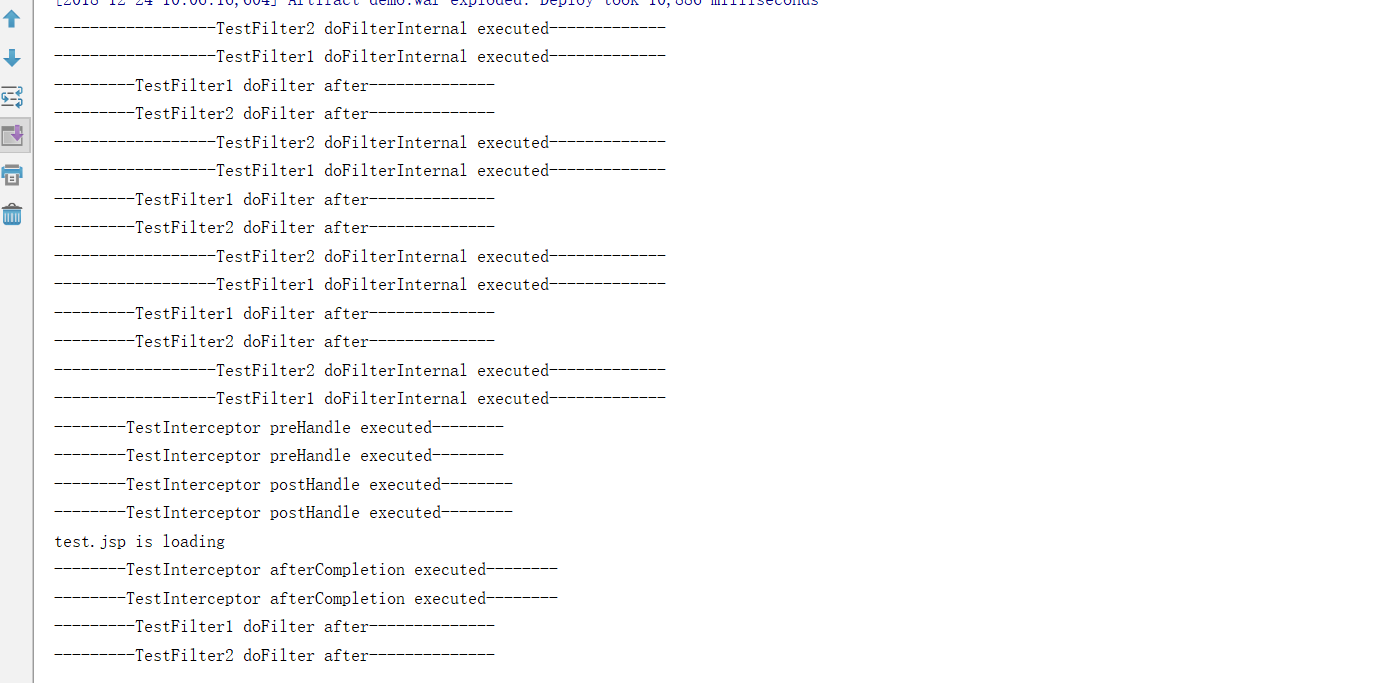 [2018-12-24 10:06:16,604] Artifact demo:war exploded: Deploy took 10,886 milliseconds
------------------TestFilter2 doFilterInternal executed-------------
------------------TestFilter1 doFilterInternal executed-------------
---------TestFilter1 doFilter after--------------
---------TestFilter2 doFilter after--------------
------------------TestFilter2 doFilterInternal executed-------------
------------------TestFilter1 doFilterInternal executed-------------
---------TestFilter1 doFilter after--------------
---------TestFilter2 doFilter after--------------
------------------TestFilter2 doFilterInternal executed-------------
------------------TestFilter1 doFilterInternal executed-------------
---------TestFilter1 doFilter after--------------
---------TestFilter2 doFilter after--------------
------------------TestFilter2 doFilterInternal executed-------------
------------------TestFilter1 doFilterInternal executed-------------
--------TestInterceptor preHandle executed--------
--------TestInterceptor preHandle executed--------
--------TestInterceptor postHandle executed--------
--------TestInterceptor postHandle executed--------
test.jsp is loading
--------TestInterceptor afterCompletion executed--------
--------TestInterceptor afterCompletion executed--------
---------TestFilter1 doFilter after--------------
---------TestFilter2 doFilter after--------------